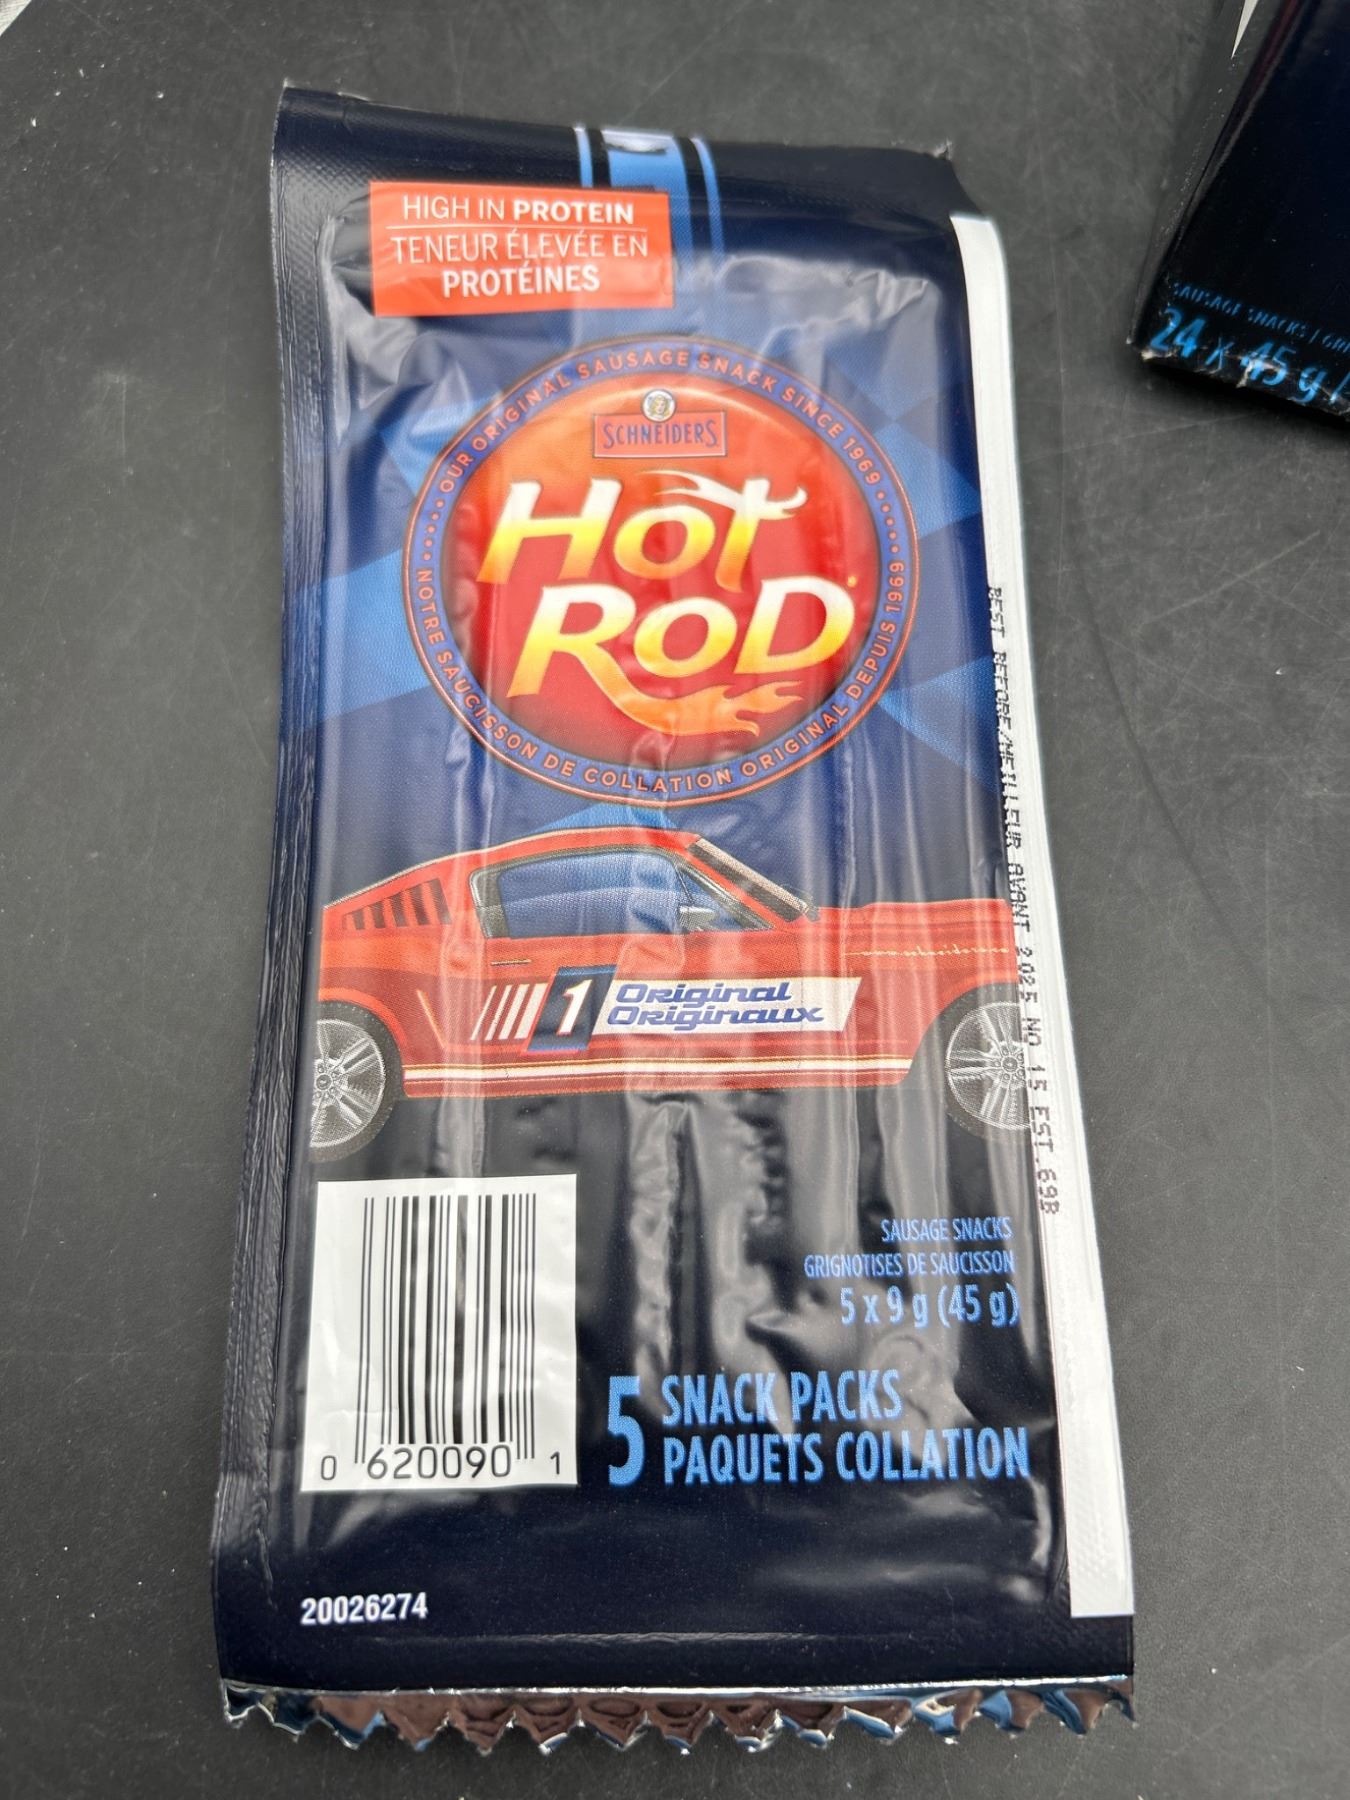 HIGH IN PROTEIN
TENEUR ÉLEVÉE EN
PROTÉINES
OUR ORIGINAL SAUSAGE SNACK SINCE 1969
SCHNEIDERS
HOT
ROD
NOTRE SAUCISSON DE COLLATION ORIGINAL DEPUIS 1969
1 Original
Originaux
BEST BEFORE/MEILLEUR AVANT 2025 NO 15 EST.69B
SAUSAGE SNACKS
GRIGNOTISES DE SAUCISSON
5 x 9 g (45 g)
5 SNACK PACKS
PAQUETS COLLATION
0 620090 1
20026274
SAUSAGE SNACKS
24 x 45 g